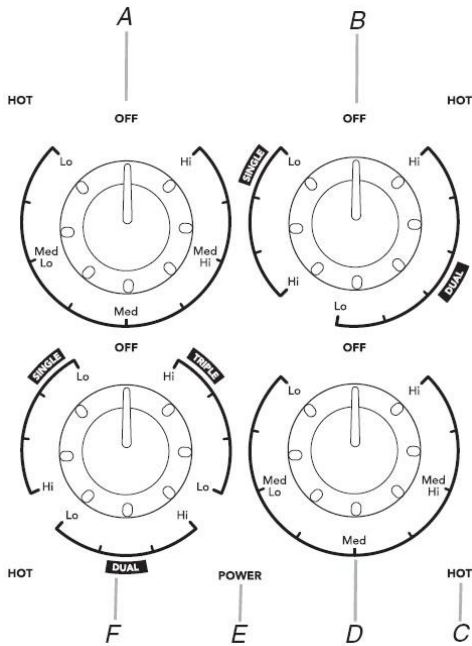 A B
HOT HOT
OFF OFF
Lo Hi SINGLE Lo Hi
Med Lo Med Hi DUAL
Hi
Med Lo
OFF OFF
SINGLE Lo Hi TRIPLE Lo Hi
Med Lo Med Hi
Hi Lo
Lo Hi
Med
DUAL
HOT POWER HOT
F E D C